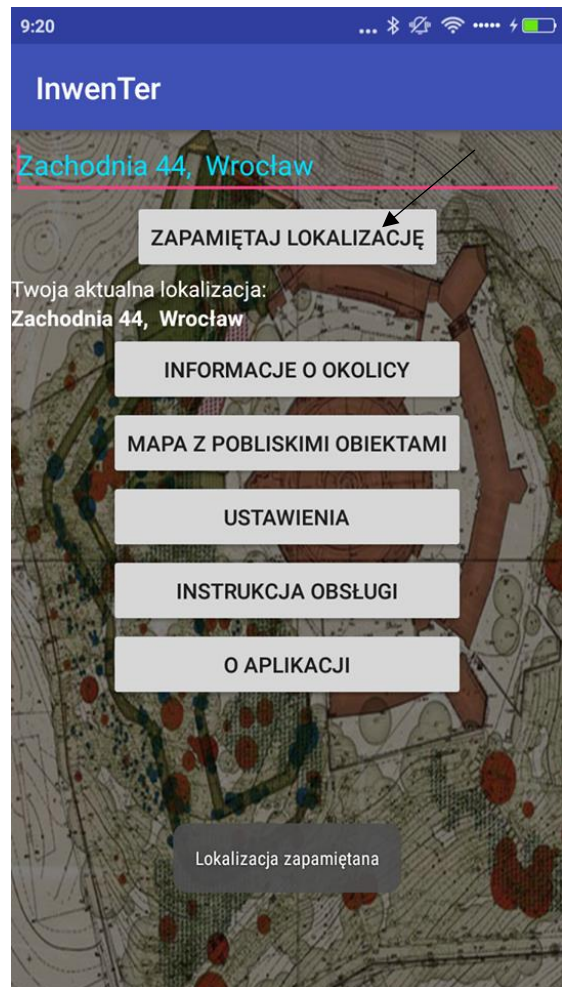 9:20
InwenTer
Zachodnia 44, Wrocław
ZAPAMIĘTAJ LOKALIZACJĘ
Twoja aktualna lokalizacja:
Zachodnia 44, Wrocław
INFORMACJE O OKOLICY
MAPA Z POBLISKIMI OBIEKTAMI
USTAWIENIA
INSTRUKCJA OBSŁUGI
O APLIKACJI
Lokalizacja zapamiętana